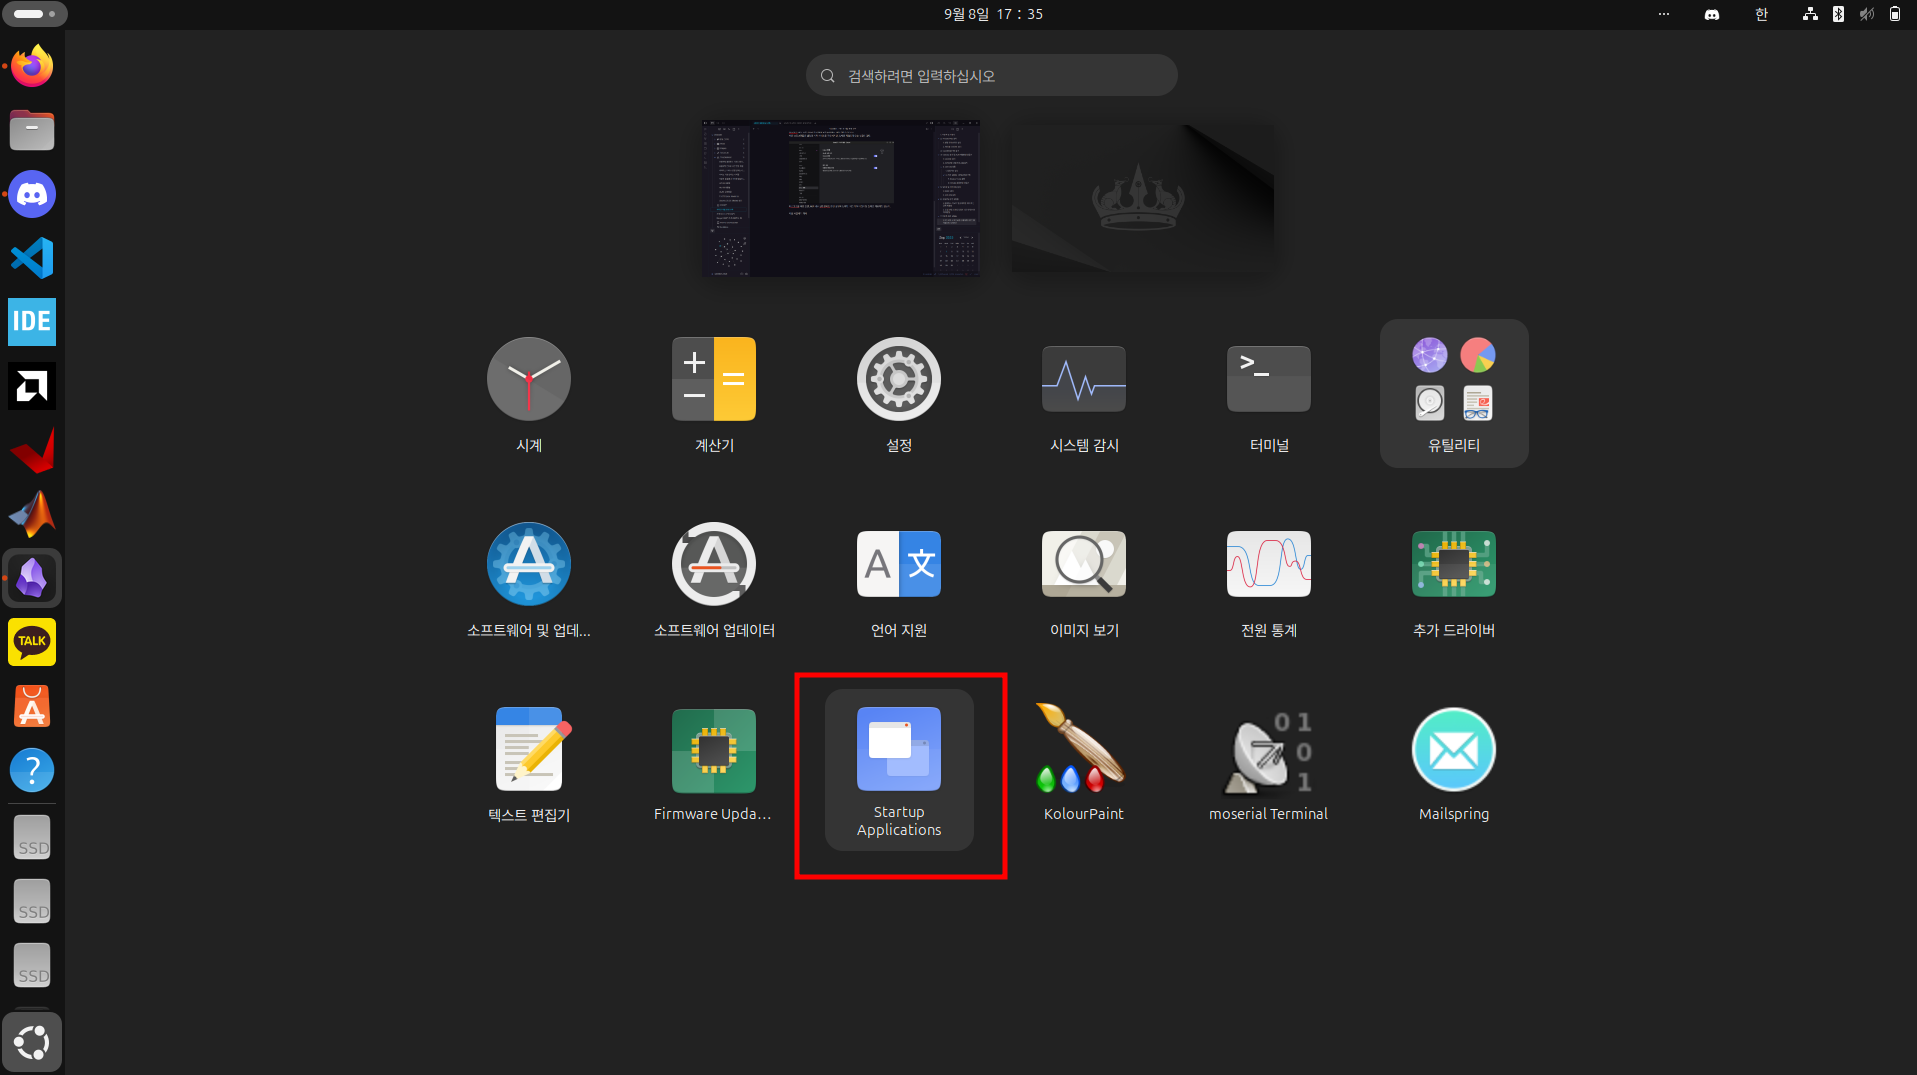 9월 8일 17 : 35
한
검색하려면 입력하십시오
IDE
시계
계산기
설정
시스템 감시
>_
터미널
유틸리티
소프트웨어 및 업데...
소프트웨어 업데이터
A 文
언어 지원
이미지 보기
전원 통계
추가 드라이버
TALK
텍스트 편집기
Firmware Upda...
Startup
Applications
KolourPaint
01
0
1
moserial Terminal
Mailspring
?
SSD
SSD
SSD